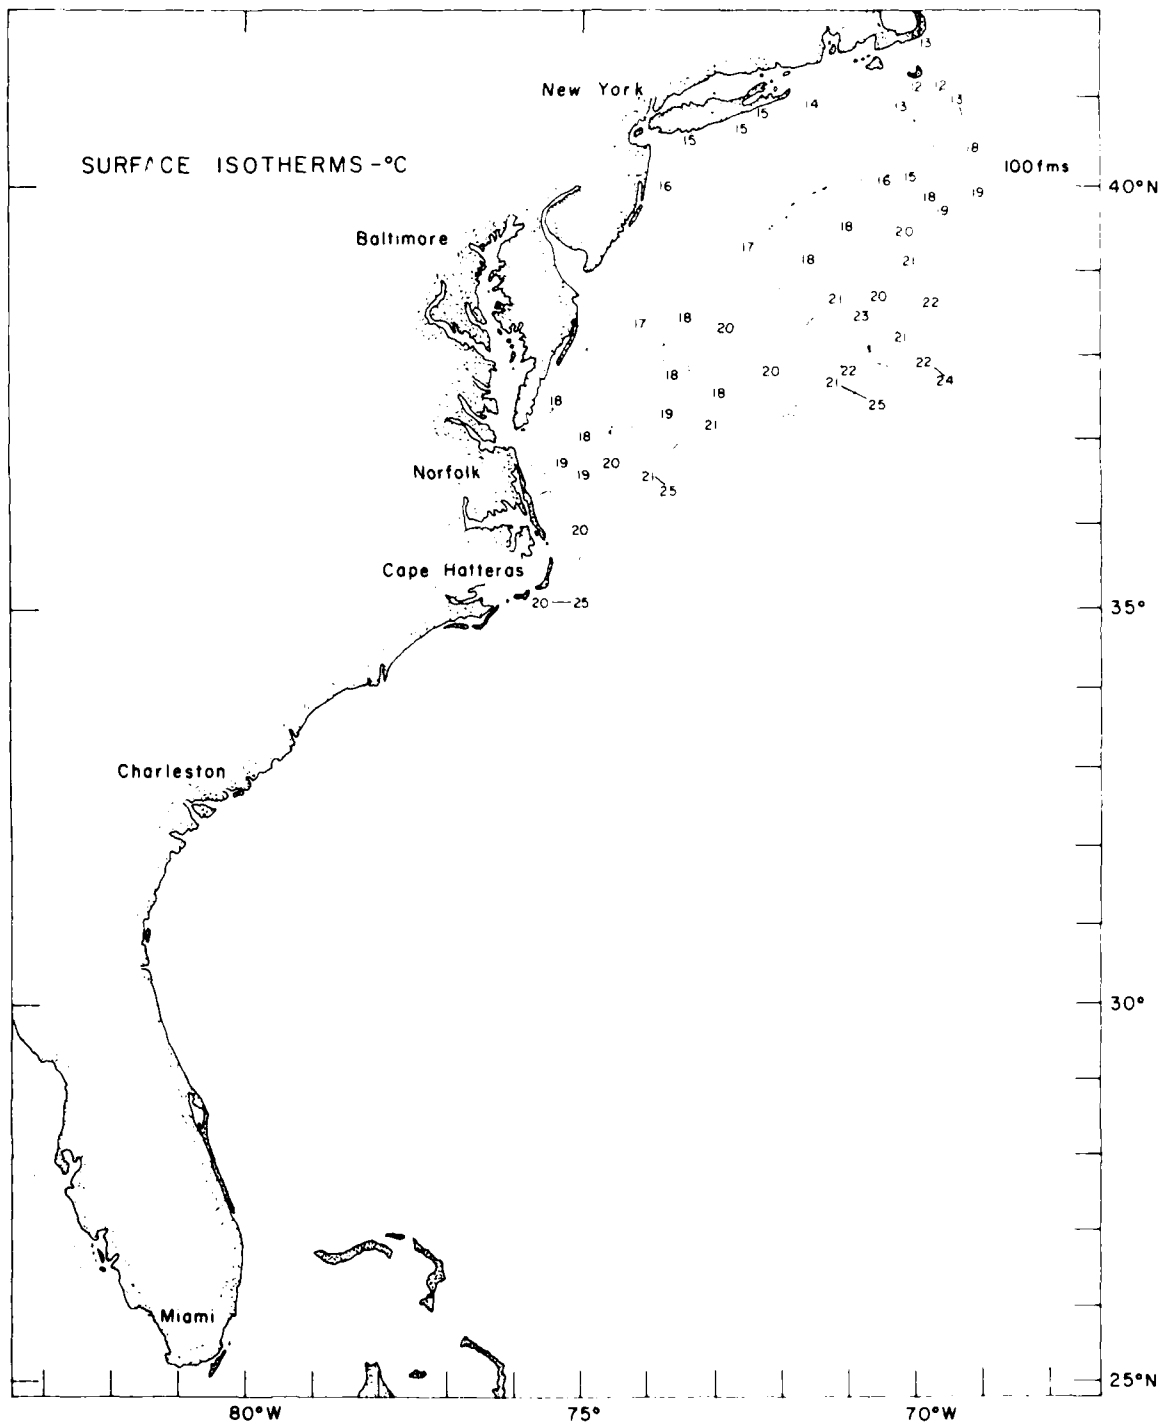 13
New York
12 12
15 14 13 13
15 15 18
SURFACE ISOTHERMS -°C
100fms
16 16 15 40°N
18 19
19
Baltimore
18 20
17 18 21
21 20 22
17 18 20 23
21
18 20 22 22
21 24
18 18 25
19 21
18
Norfolk
19 20
19 21
25
20
Cape Hatteras
20—25 35°
Charleston
30°
Miami
25°N
80°W 75° 70°W